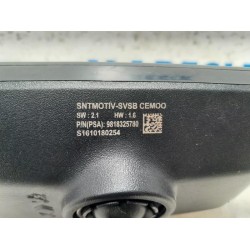 SNTMOTIV-SVSB CEMOO
SW : 2.1 HW : 1.6
P/N(PSA): 9818325780
S1610180254